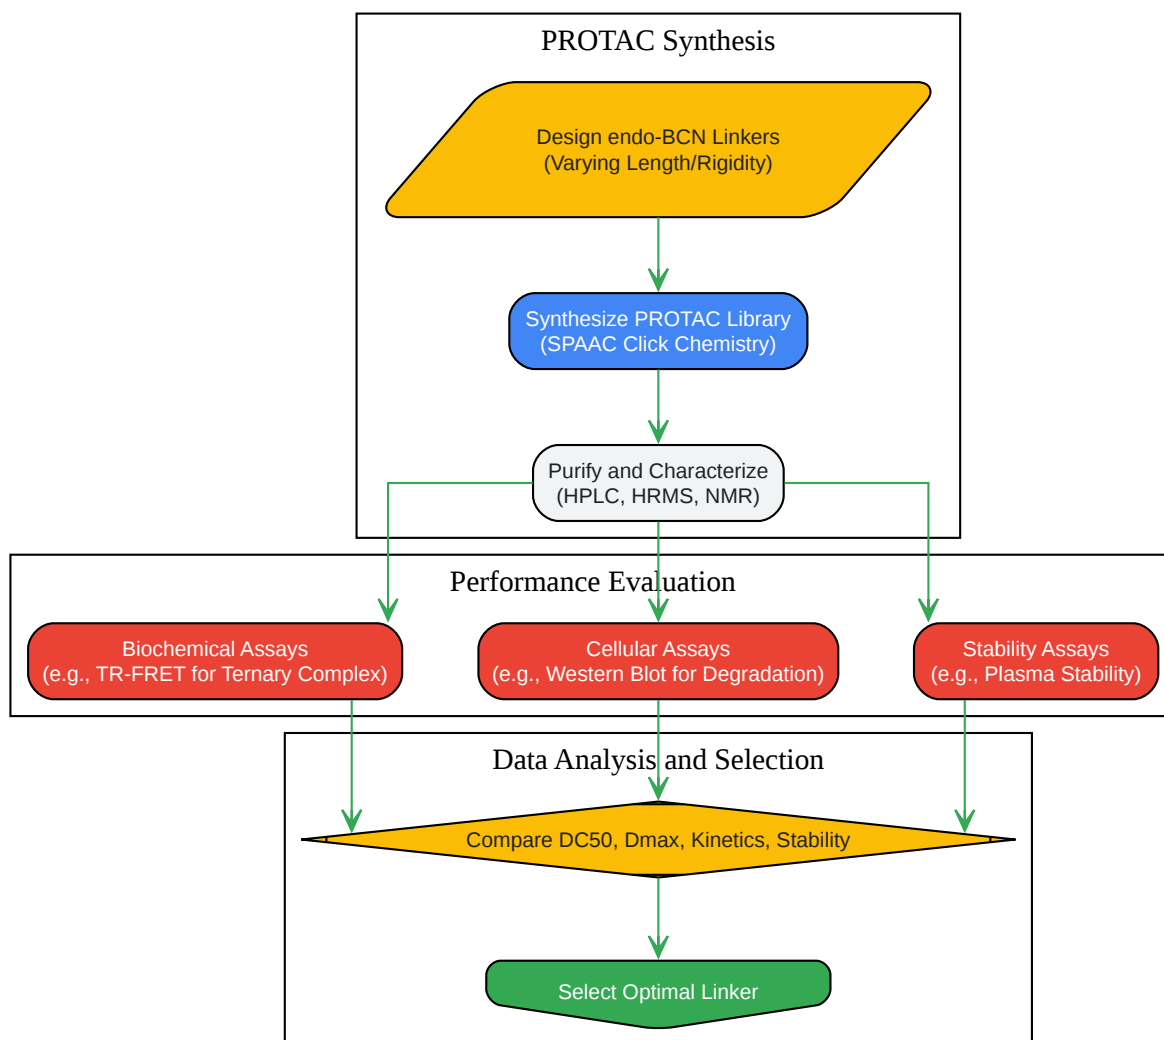 PROTAC Synthesis
Design endo-BCN Linkers
(Varying Length/Rigidity)
Synthesize PROTAC Library
(SPAAC Click Chemistry)
Purify and Characterize
(HPLC, HRMS, NMR)
Performance Evaluation
Biochemical Assays
(e.g., TR-FRET for Ternary Complex)
Cellular Assays
(e.g., Western Blot for Degradation)
Stability Assays
(e.g., Plasma Stability)
Data Analysis and Selection
Compare DC50, Dmax, Kinetics, Stability
Select Optimal Linker